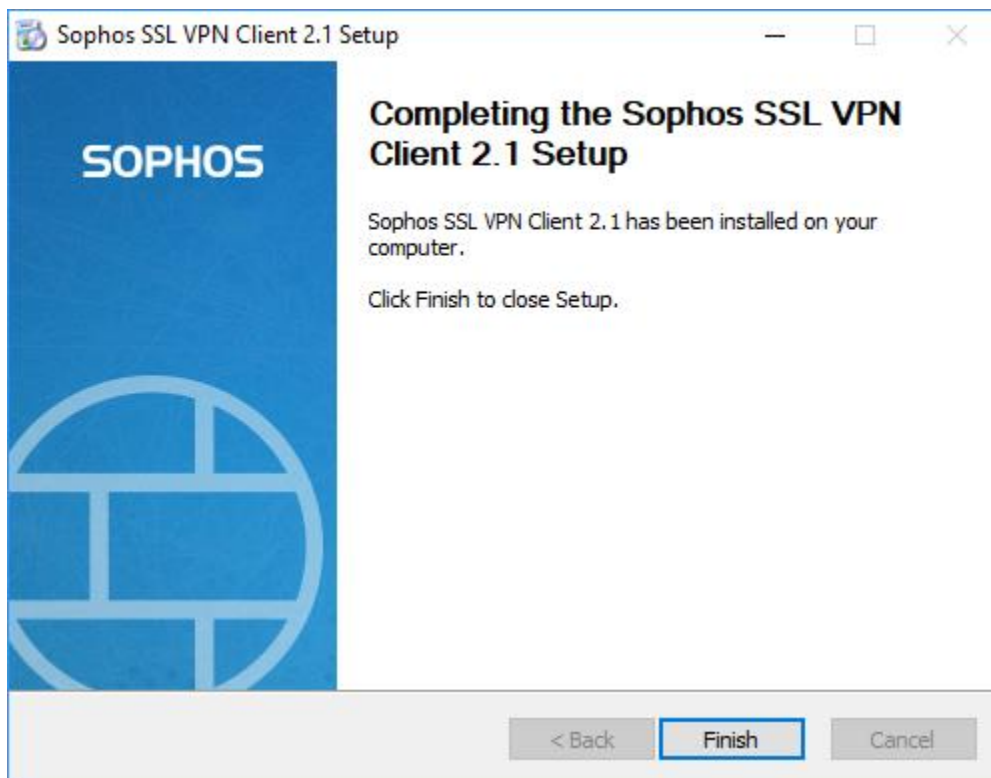 Sophos SSL VPN Client 2.1 Setup
SOPHOS
Completing the Sophos SSL VPN
Client 2.1 Setup
Sophos SSL VPN Client 2.1 has been installed on your
computer.
Click Finish to close Setup.
< Back
Finish
Cancel